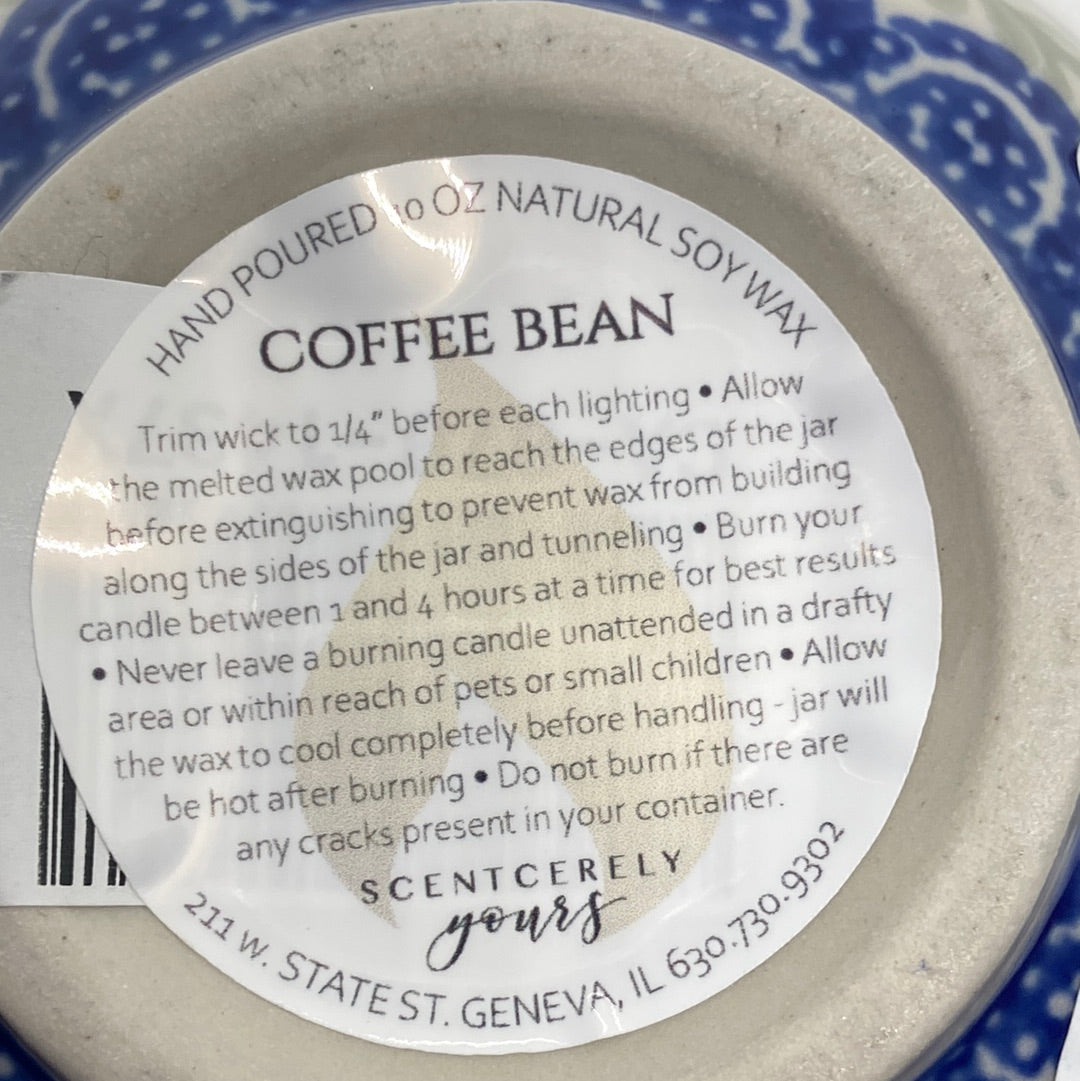 HAND POURED 10 OZ NATURAL SOY WAX
COFFEE BEAN
Trim wick to 1/4" before each lighting • Allow
the melted wax pool to reach the edges of the jar
before extinguishing to prevent wax from building
along the sides of the jar and tunneling • Burn your
candle between 1 and 4 hours at a time for best results
• Never leave a burning candle unattended in a drafty
area or within reach of pets or small children • Allow
the wax to cool completely before handling - jar will
be hot after burning • Do not burn if there are
any cracks present in your container.
SCENTCERELY
yours
211 W. STATE ST. GENEVA, IL 630.730.9302